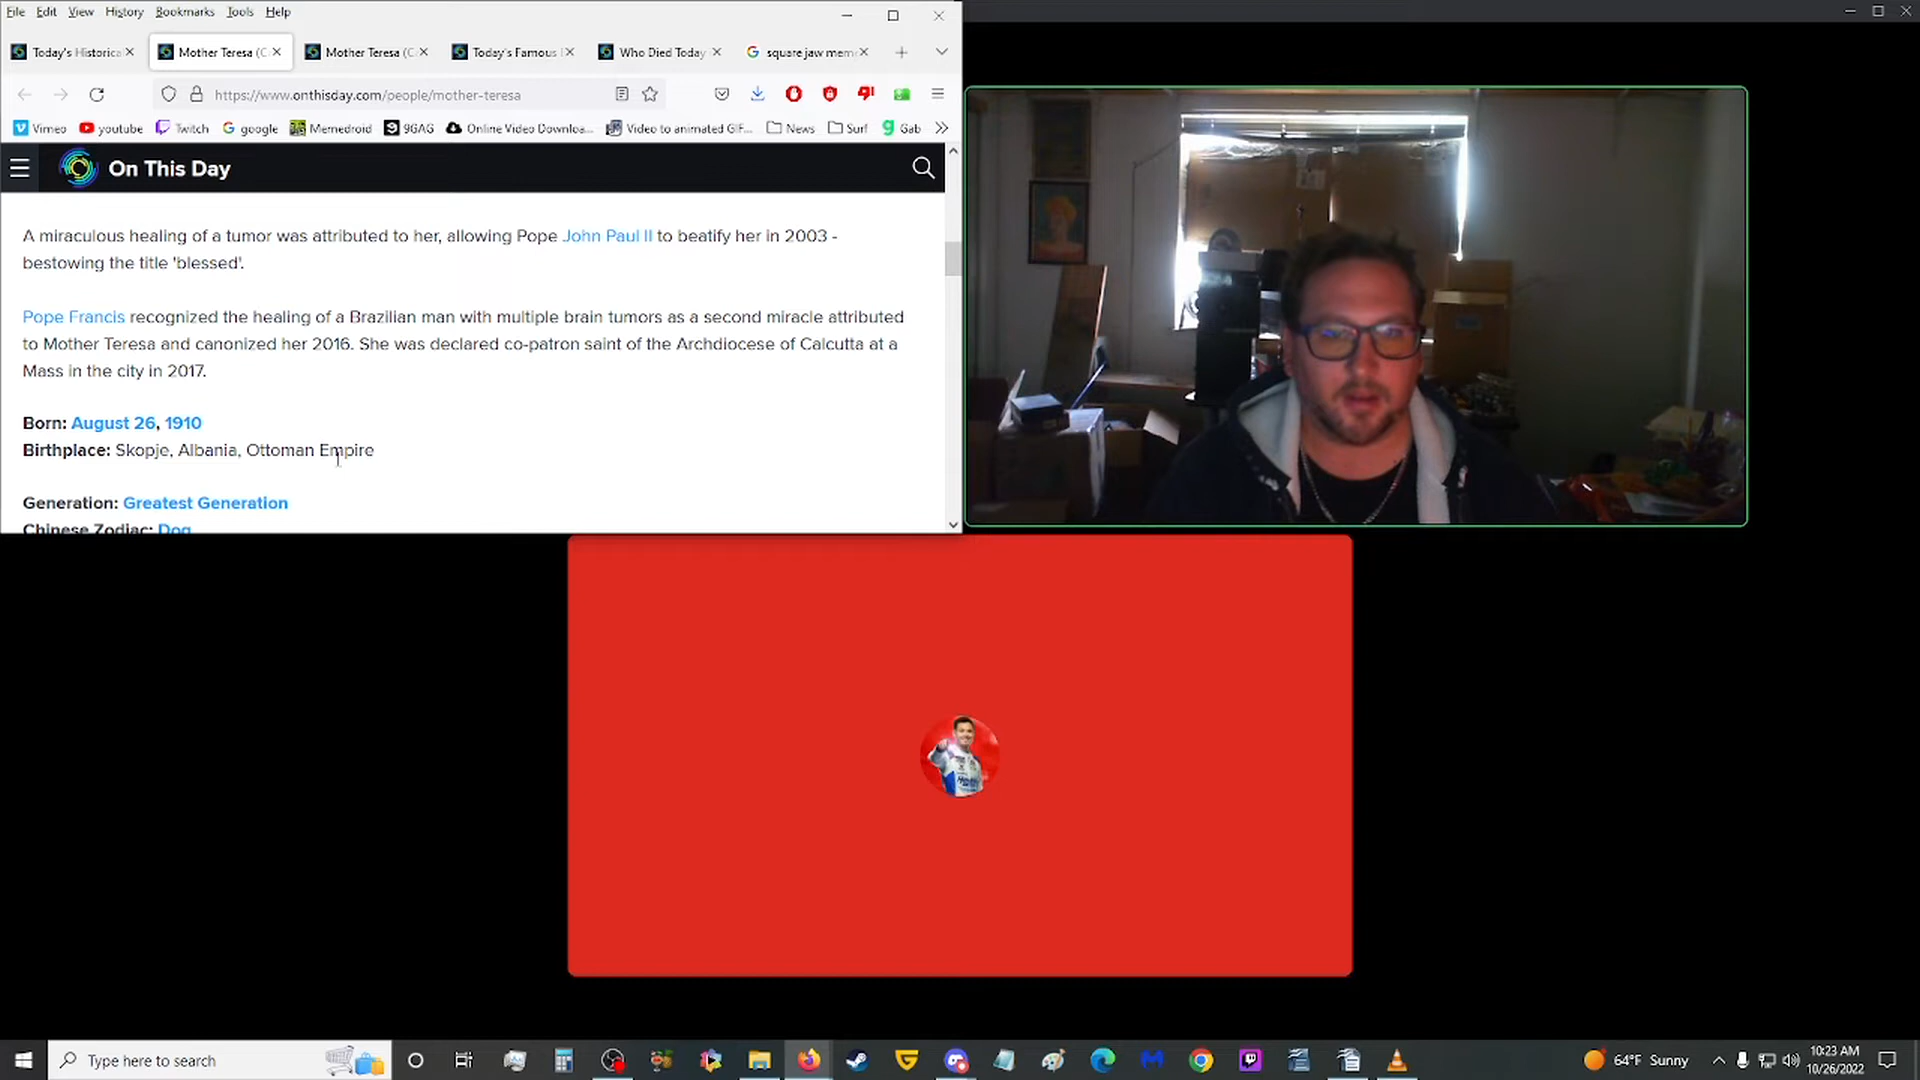 File Edit View History Bookmarks Tools Help
Today's Historica Mother Teresa (C Mother Teresa (C Today's Famous Who Died Today square jaw mem
https://www.onthisday.com/people/mother-teresa
Vimeo youtube Twitch google Memedroid 9GAG Online Video Downloa... Video to animated GIF... News Surf Gab
On This Day
A miraculous healing of a tumor was attributed to her, allowing Pope John Paul II to beatify her in 2003 -
bestowing the title 'blessed'.
Pope Francis recognized the healing of a Brazilian man with multiple brain tumors as a second miracle attributed
to Mother Teresa and canonized her 2016. She was declared co-patron saint of the Archdiocese of Calcutta at a
Mass in the city in 2017.
Born: August 26, 1910
Birthplace: Skopje, Albania, Ottoman Empire
Generation: Greatest Generation
Chinese Zodiac: Dog
Type here to search
64°F Sunny
10:23 AM
10/26/2022